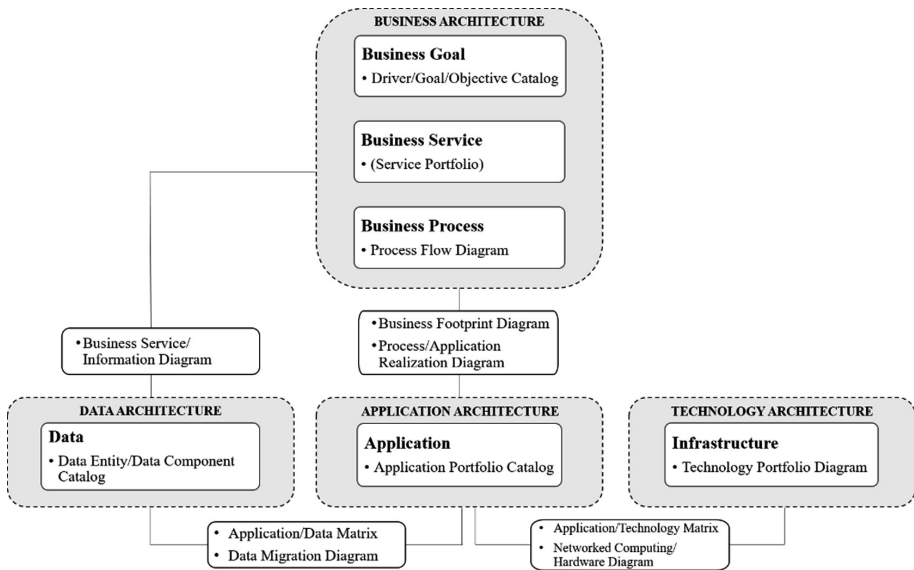 BUSINESS ARCHITECTURE
Business Goal
• Driver/Goal/Objective Catalog
Business Service
• (Service Portfolio)
Business Process
• Process Flow Diagram
• Business Service/
Information Diagram
• Business Footprint Diagram
• Process/Application
Realization Diagram
DATA ARCHITECTURE
Data
• Data Entity/Data Component
Catalog
APPLICATION ARCHITECTURE
Application
• Application Portfolio Catalog
TECHNOLOGY ARCHITECTURE
Infrastructure
• Technology Portfolio Diagram
• Application/Data Matrix
• Data Migration Diagram
• Application/Technology Matrix
• Networked Computing/
Hardware Diagram